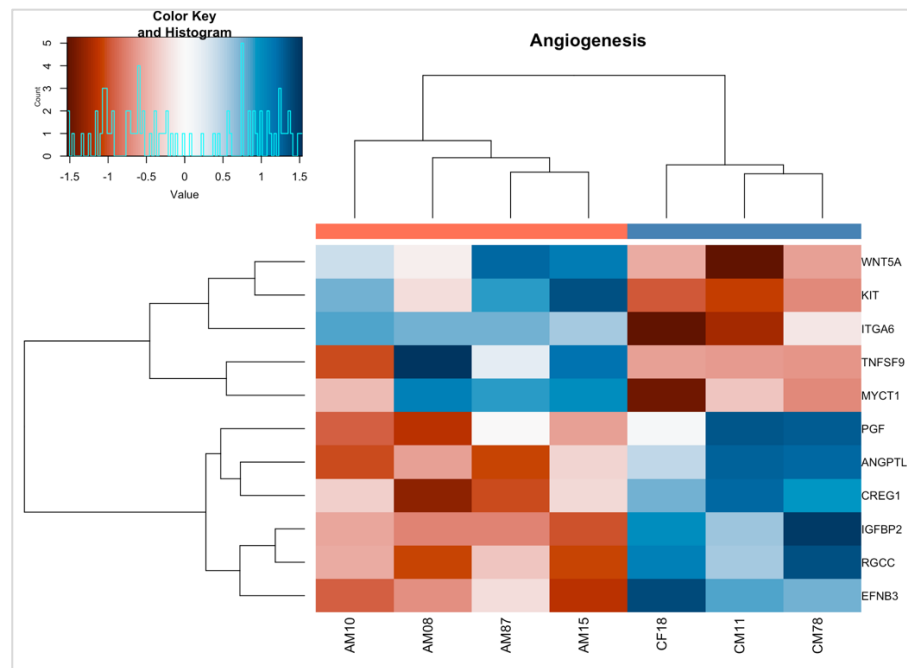 Color Key
and Histogram
Count
0 1 2 3 4 5
-1.5 -1 -0.5 0 0.5 1 1.5
Value
Angiogenesis
WNT5A
KIT
ITGA6
TNFSF9
MYCT1
PGF
ANGPTL
CREG1
IGFBP2
RGCC
EFNB3
AM10 AM08 AM87 AM15 CF18 CM11 CM78